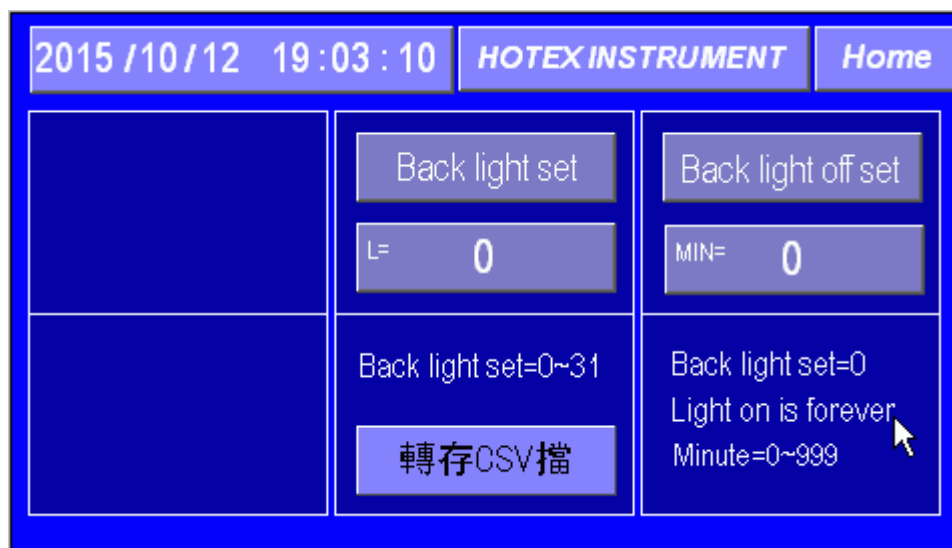 2015/10/12 19:03:10
HOTEX INSTRUMENT
Home
Back light set
L= 0
Back light set=0~31
轉存CSV擋
Back light off set
MIN= 0
Back light set=0
Light on is forever
Minute=0~999